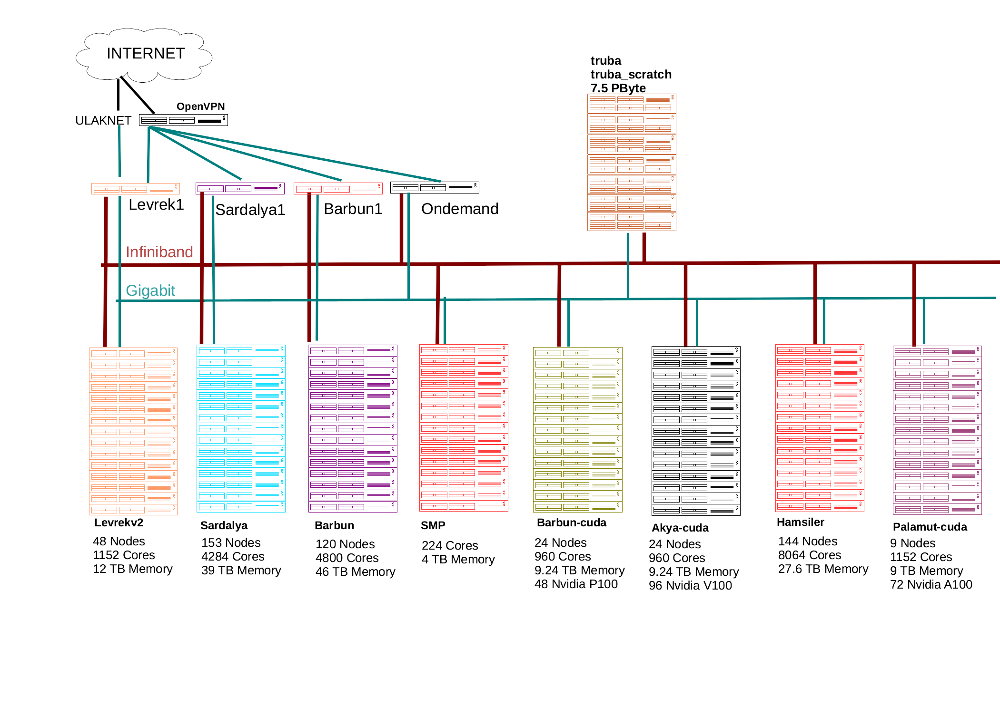 INTERNET
truba
truba_scratch
7.5 PByte
OpenVPN
ULAKNET
Levrek1
Sardalya1
Barbun1
Ondemand
Infiniband
Gigabit
Levrekv2
48 Nodes
1152 Cores
12 TB Memory
Sardalya
153 Nodes
4284 Cores
39 TB Memory
Barbun
120 Nodes
4800 Cores
46 TB Memory
SMP
224 Cores
4 TB Memory
Barbun-cuda
24 Nodes
960 Cores
9.24 TB Memory
48 Nvidia P100
Akya-cuda
24 Nodes
960 Cores
9.24 TB Memory
96 Nvidia V100
Hamsiler
144 Nodes
8064 Cores
27.6 TB Memory
Palamut-cuda
9 Nodes
1152 Cores
9 TB Memory
72 Nvidia A100